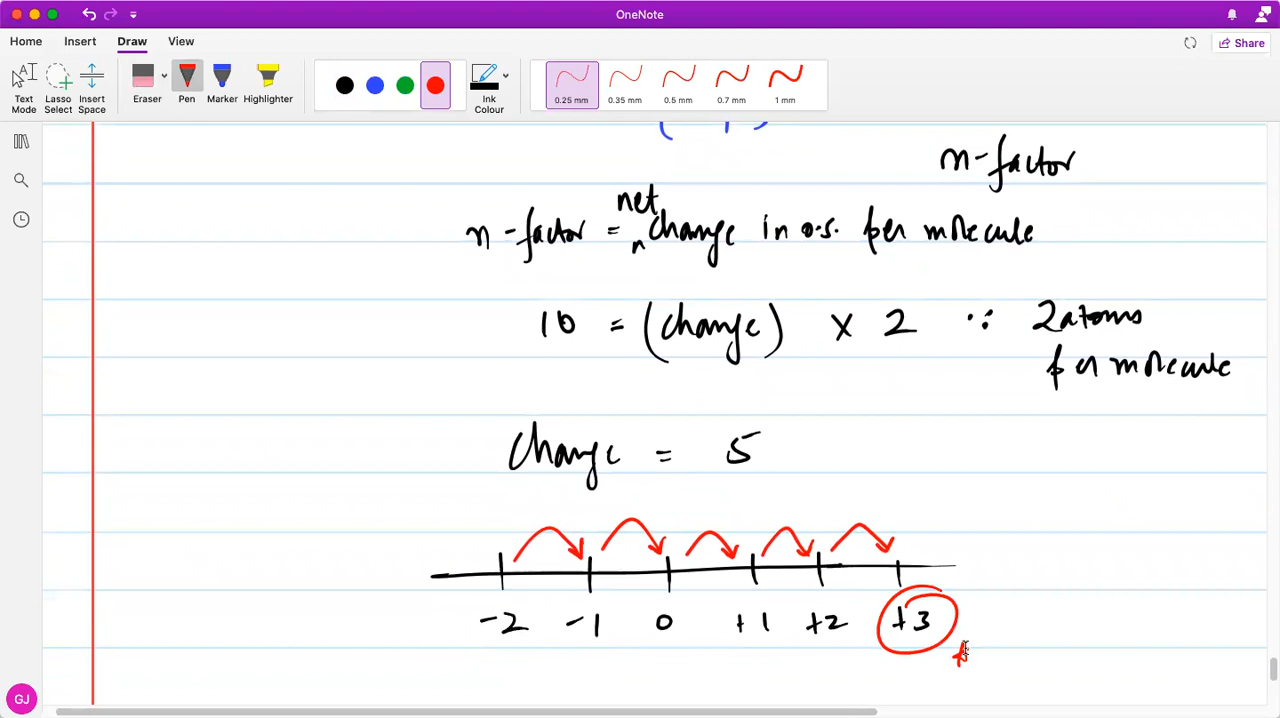 OneNote
Home Insert Draw View
Share
Text Mode
Lasso Select
Insert Space
Eraser
Pen
Marker
Highlighter
Ink Colour
0.25 mm
0.35 mm
0.5 mm
0.7 mm
1 mm
n-factor
net
n-factor = change in o.s. per molecule
10 = (change) × 2 ∵ 2 atoms
per molecule
change = 5
-2 -1 0 +1 +2 +3
GJ